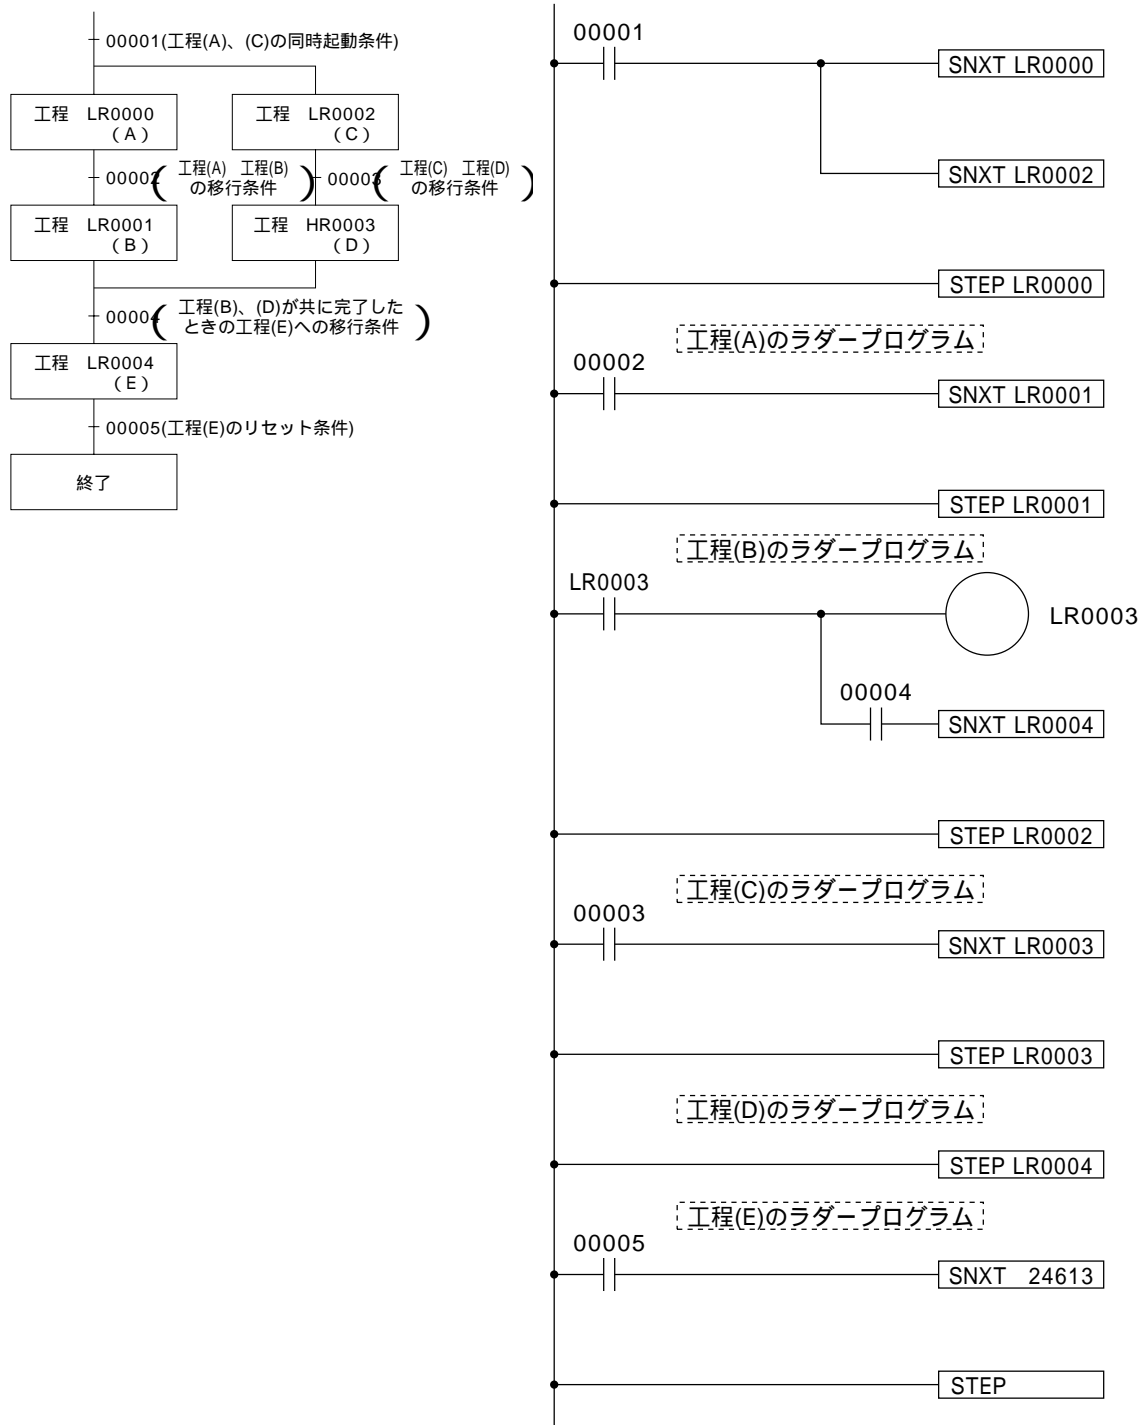 00001(工程(A)、(C)の同時起動条件)
工程 LR0000
(A)
工程 LR0002
(C)
00002
( 工程(A) 工程(B)
の移行条件 )
00003
( 工程(C) 工程(D)
の移行条件 )
工程 LR0001
(B)
工程 HR0003
(D)
00004
( 工程(B)、(D)が共に完了した
ときの工程(E)への移行条件 )
工程 LR0004
(E)
00005(工程(E)のリセット条件)
終了
00001
SNXT LR0000
SNXT LR0002
STEP LR0000
工程(A)のラダープログラム
00002
SNXT LR0001
STEP LR0001
工程(B)のラダープログラム
LR0003
LR0003
00004
SNXT LR0004
STEP LR0002
工程(C)のラダープログラム
00003
SNXT LR0003
STEP LR0003
工程(D)のラダープログラム
STEP LR0004
工程(E)のラダープログラム
00005
SNXT 24613
STEP